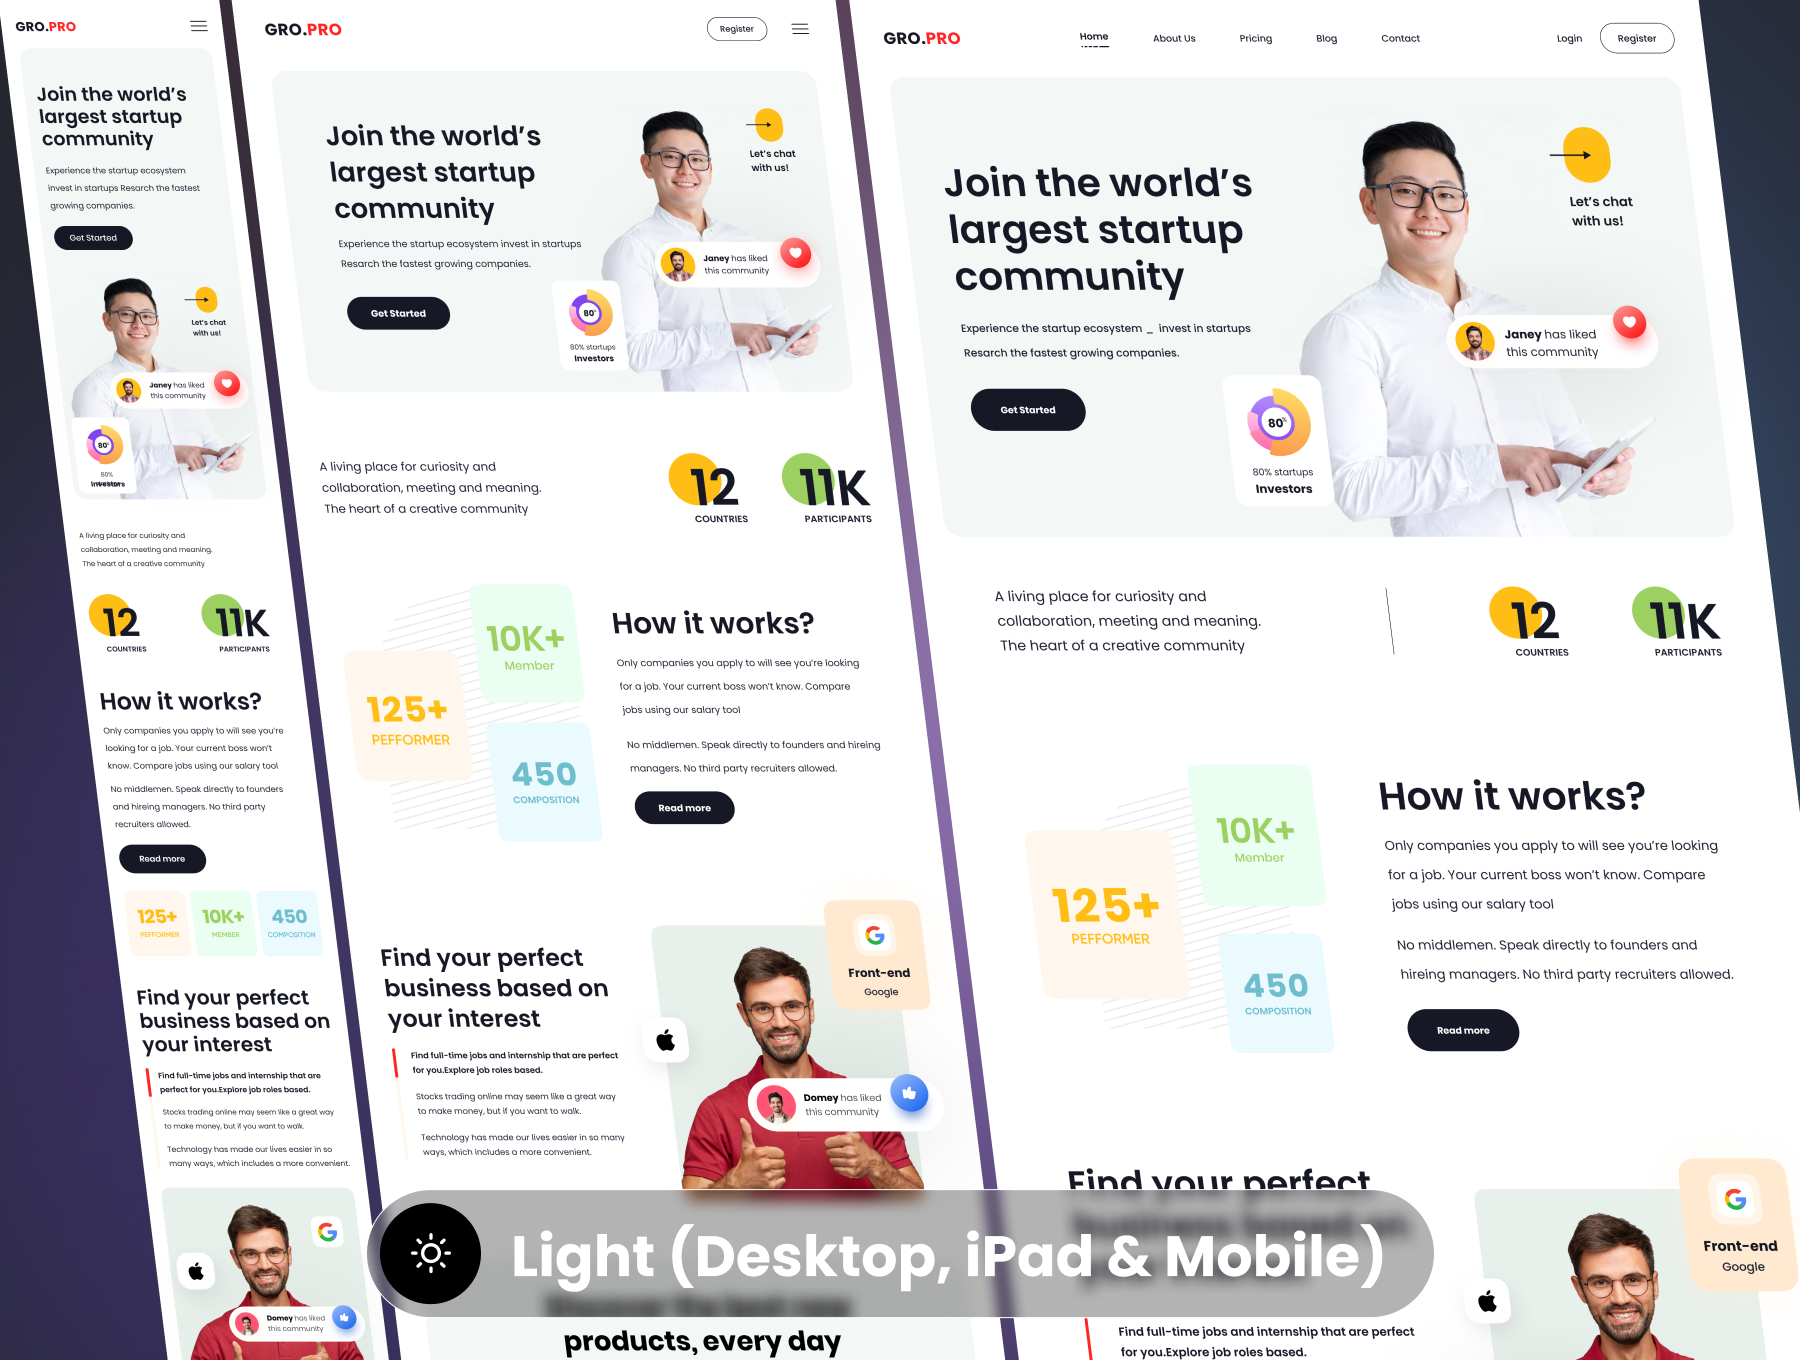 GRO.PRO
Join the world's
largest startup
community
Experience the startup ecosystem
invest in startups Resarch the fastest
growing companies.
Get Started
Let's chat
with us!
Janey has liked
this community
80%
80%
Investors
A living place for curiosity and
collaboration, meeting and meaning.
The heart of a creative community
12
COUNTRIES
11K
PARTICIPANTS
How it works?
Only companies you apply to will see you're
looking for a job. Your current boss won't
know. Compare jobs using our salary tool
No middlemen. Speak directly to founders
and hireing managers. No third party
recruiters allowed.
Read more
125+
PEFFORMER
10K+
MEMBER
450
COMPOSITION
Find your perfect
business based on
your interest
Find full-time jobs and internship that are
perfect for you.Explore job roles based.
Stocks trading online may seem like a great way
to make money, but if you want to walk.
Technology has made our lives easier in so
many ways, which includes a more convenient.
Domey has liked
this community
GRO.PRO
Register
Join the world's
largest startup
community
Experience the startup ecosystem invest in startups
Resarch the fastest growing companies.
Get Started
Let's chat
with us!
Janey has liked
this community
80%
80% startups
Investors
A living place for curiosity and
collaboration, meeting and meaning.
The heart of a creative community
12
COUNTRIES
11K
PARTICIPANTS
10K+
Member
125+
PEFFORMER
450
COMPOSITION
How it works?
Only companies you apply to will see you're looking
for a job. Your current boss won't know. Compare
jobs using our salary tool
No middlemen. Speak directly to founders and hireing
managers. No third party recruiters allowed.
Read more
Find your perfect
business based on
your interest
Find full-time jobs and internship that are perfect
for you.Explore job roles based.
Stocks trading online may seem like a great way
to make money, but if you want to walk.
Technology has made our lives easier in so many
ways, which includes a more convenient.
Front-end
Google
Domey has liked
this community
products, every day
GRO.PRO
Home
About Us
Pricing
Blog
Contact
Login
Register
Join the world's
largest startup
community
Experience the startup ecosystem _ invest in startups
Resarch the fastest growing companies.
Get Started
Let's chat
with us!
Janey has liked
this community
80%
80% startups
Investors
A living place for curiosity and
collaboration, meeting and meaning.
The heart of a creative community
12
COUNTRIES
11K
PARTICIPANTS
10K+
Member
125+
PEFFORMER
450
COMPOSITION
How it works?
Only companies you apply to will see you're looking
for a job. Your current boss won't know. Compare
jobs using our salary tool
No middlemen. Speak directly to founders and
hireing managers. No third party recruiters allowed.
Read more
Find your perfect
Front-end
Google
Find full-time jobs and internship that are perfect
for you.Explore job roles based.
Light (Desktop, iPad & Mobile)